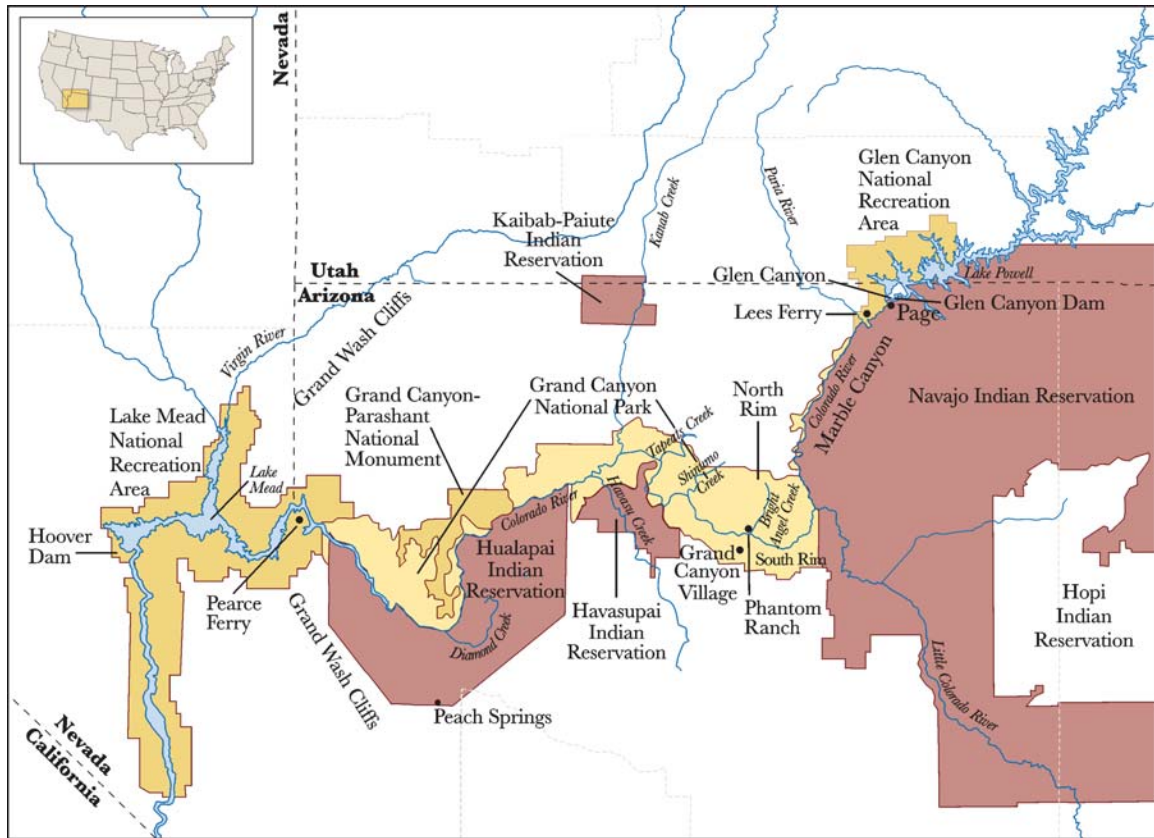 Nevada
Utah
Arizona
Kaibab-Paiute
Indian
Reservation
Kanab Creek
Paria River
Glen Canyon
National
Recreation
Area
Glen Canyon
Lake Powell
Glen Canyon Dam
Lees Ferry
Page
Virgin River
Grand Wash Cliffs
Colorado River
Marble Canyon
Navajo Indian Reservation
Lake Mead
National
Recreation
Area
Lake
Mead
Grand Canyon-
Parashant
National
Monument
Grand Canyon
National Park
North
Rim
Tapeats Creek
Shinumo
Creek
Bright
Angel Creek
Colorado River
Havasu Creek
Hoover
Dam
Pearce
Ferry
Hualapai
Indian
Reservation
Diamond Creek
Grand
Canyon
Village
South Rim
Phantom
Ranch
Havasupai
Indian
Reservation
Hopi
Indian
Reservation
Little Colorado River
Grand Wash Cliffs
Peach Springs
Nevada
California